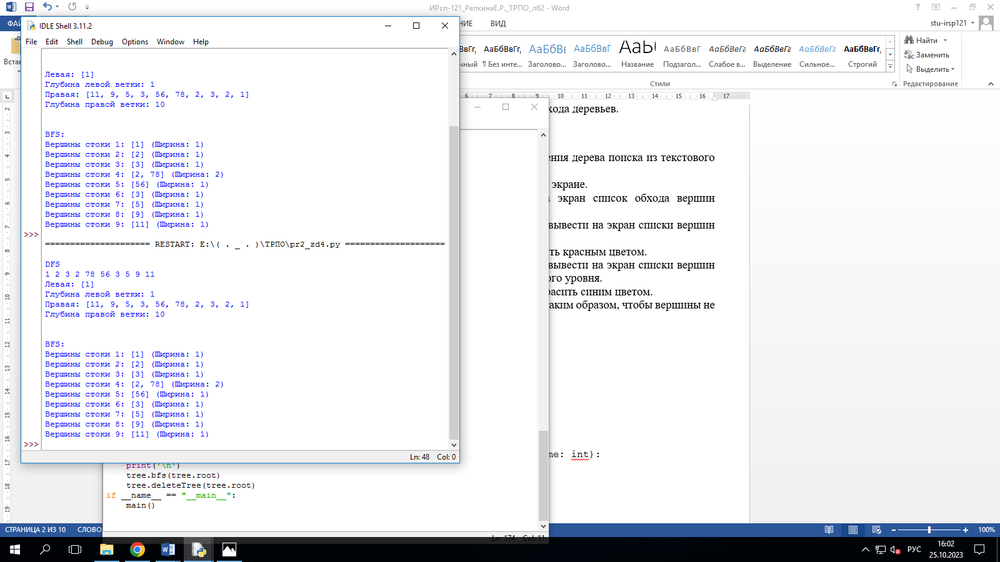 ИРсп-121_РепкинаЕ.Р._ТРПО_лб2 - Word
ФАЙ
ВИД
stu-irsp121
IDLE Shell 3.11.2
File Edit Shell Debug Options Window Help
АаБбВвГг АаБбВ АаБбВвГ АаБ АаБбВвГ АаБбВвГг АаБбВвГг АаБбВвГг АаБбВвГг,
¶ Без инте... Заголово... Заголово... Название Подзагол... Слабое в... Выделение Сильное... Строгий
Стили
Найти
Заменить
Выделить
Редактирование
Левая: [1]
Глубина левой ветки: 1
Правая: [11, 9, 5, 3, 56, 78, 2, 3, 2, 1]
Глубина правой ветки: 10
BFS:
Вершины стоки 1: [1] (Ширина: 1)
Вершины стоки 2: [2] (Ширина: 1)
Вершины стоки 3: [3] (Ширина: 1)
Вершины стоки 4: [2, 78] (Ширина: 2)
Вершины стоки 5: [56] (Ширина: 1)
Вершины стоки 6: [3] (Ширина: 1)
Вершины стоки 7: [5] (Ширина: 1)
Вершины стоки 8: [9] (Ширина: 1)
Вершины стоки 9: [11] (Ширина: 1)
>>>
===================== RESTART: E:\( . _ . )\ТРПО\pr2_zd4.py ====================
DFS
1 2 3 2 78 56 3 5 9 11
Левая: [1]
Глубина левой ветки: 1
Правая: [11, 9, 5, 3, 56, 78, 2, 3, 2, 1]
Глубина правой ветки: 10
BFS:
Вершины стоки 1: [1] (Ширина: 1)
Вершины стоки 2: [2] (Ширина: 1)
Вершины стоки 3: [3] (Ширина: 1)
Вершины стоки 4: [2, 78] (Ширина: 2)
Вершины стоки 5: [56] (Ширина: 1)
Вершины стоки 6: [3] (Ширина: 1)
Вершины стоки 7: [5] (Ширина: 1)
Вершины стоки 8: [9] (Ширина: 1)
Вершины стоки 9: [11] (Ширина: 1)
>>>
Ln: 48 Col: 0
6 7 8 9 10 11 12 13 14 15 16 17
хода деревьев.
ения дерева поиска из текстового
экране.
а экран список обхода вершин
вывести на экран списки вершин
ить красным цветом.
вывести на экран списки вершин
ого уровня.
расить синим цветом.
аким образом, чтобы вершины не
me: int):
print('\n')
tree.bfs(tree.root)
tree.deleteTree(tree.root)
if __name__ == "__main__":
main()
Ln: 174 Col: 11
СТРАНИЦА 2 ИЗ 10 СЛОВО
100%
РУС
16:02
25.10.2023